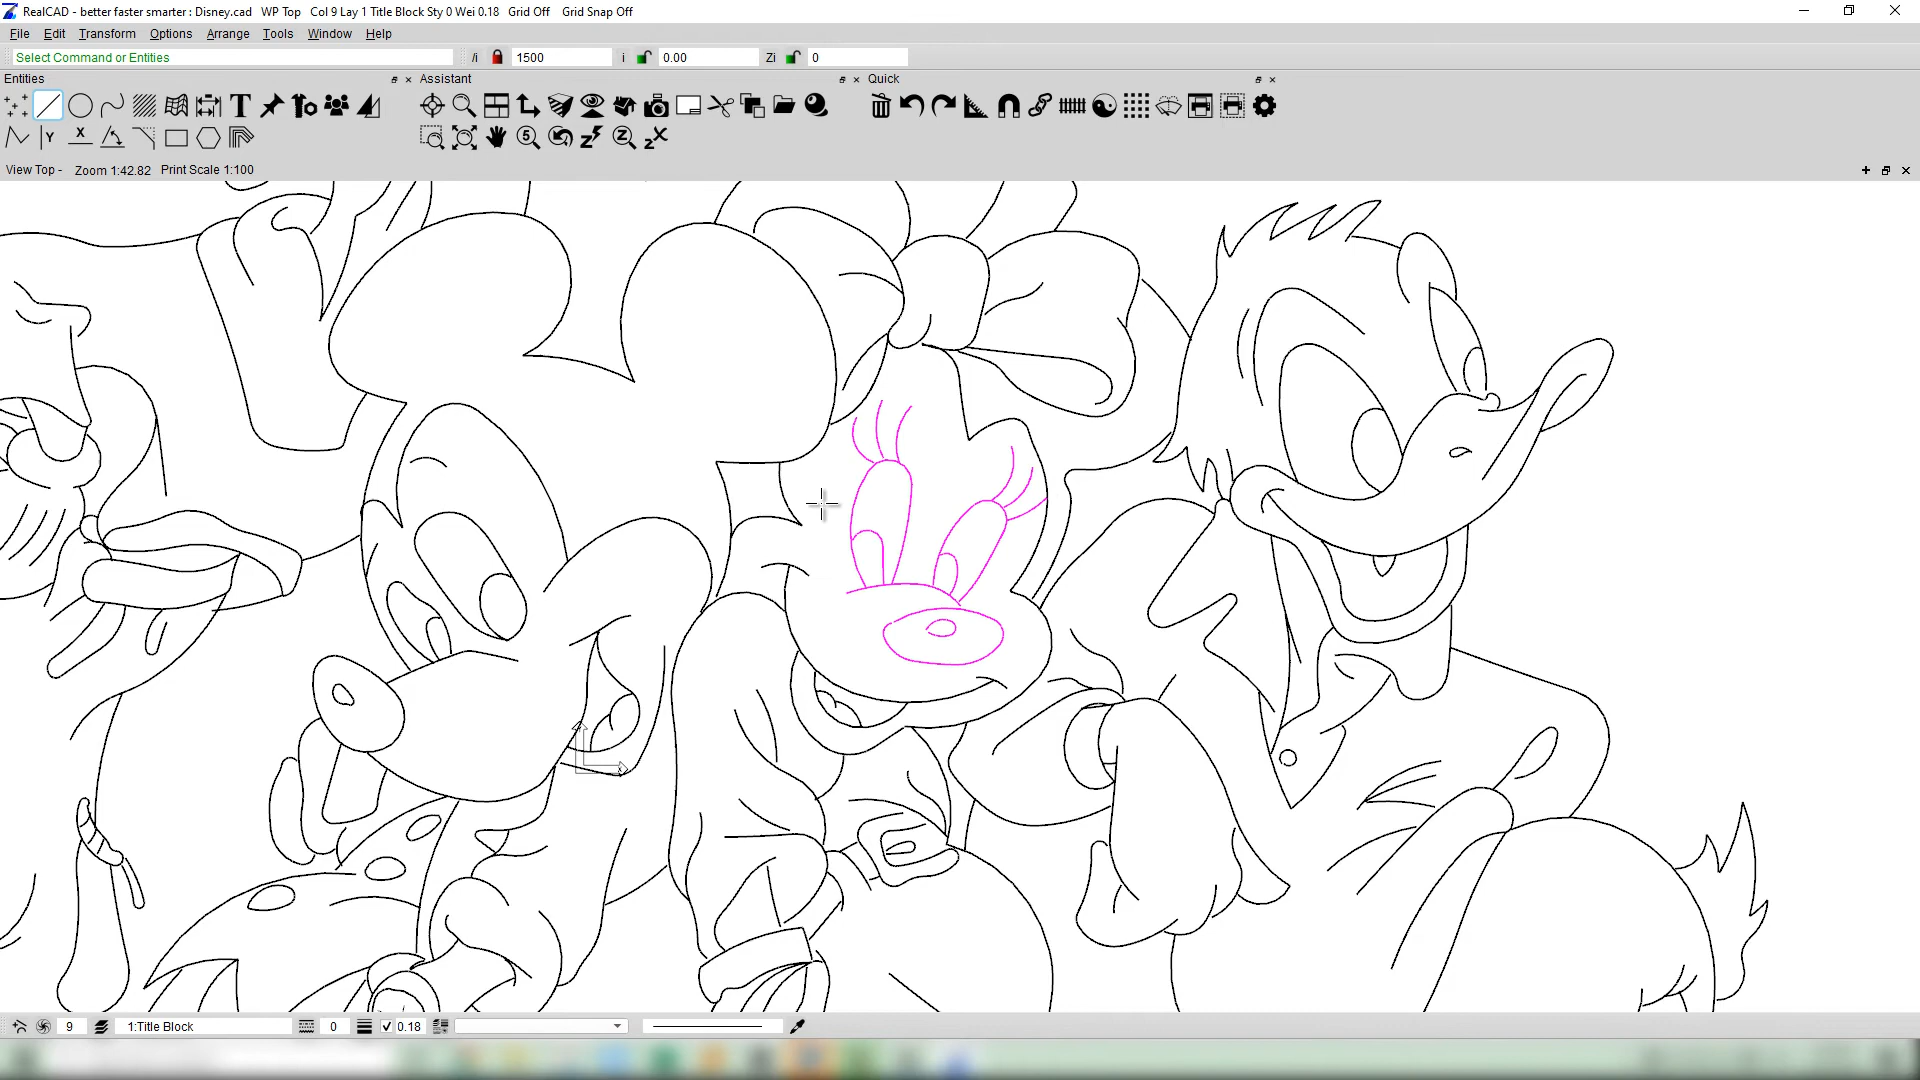 RealCAD - better faster smarter : Disney.cad WP Top Col 9 Lay 1 Title Block Sty 0 Wei 0.18 Grid Off Grid Snap Off
File Edit Transform Options Arrange Tools Window Help
Select Command or Entities /i 1500 i 0.00 Zi 0
Entities Assistant Quick
View Top - Zoom 1:42.82 Print Scale 1:100
9 1:Title Block 0 0.18